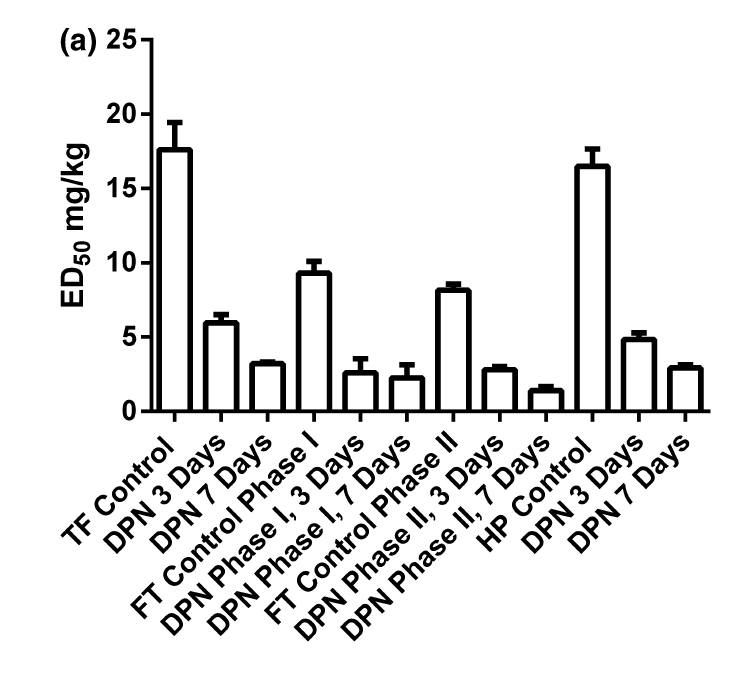 (a)
25
20
15
10
5
0
ED50 mg/kg
TF Control
DPN 3 Days
DPN 7 Days
FT Control Phase I
DPN Phase I, 3 Days
DPN Phase I, 7 Days
FT Control Phase II
DPN Phase II, 3 Days
DPN Phase II, 7 Days
HP Control
DPN 3 Days
DPN 7 Days